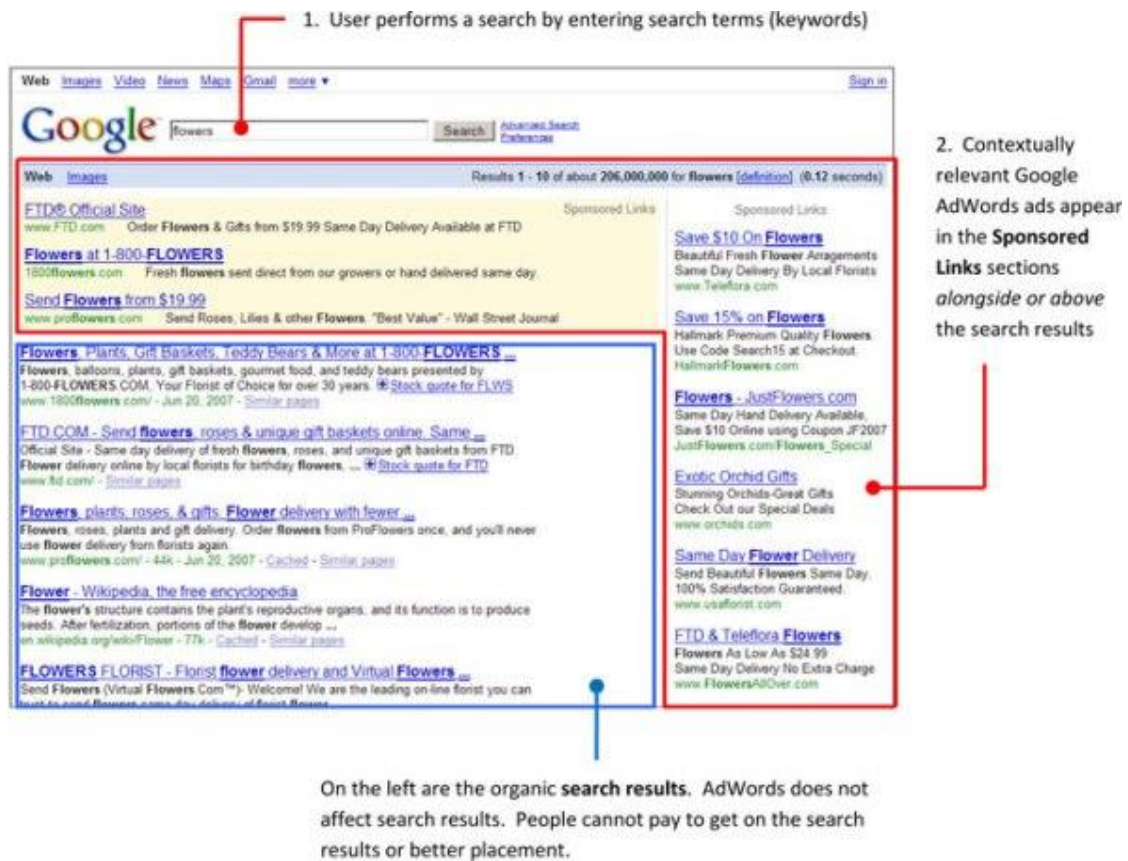 1. User performs a search by entering search terms (keywords)
Web Images Video News Maps Gmail more ▼ Sign in
Google flowers Search Advanced Search
Preferences
Web Images Results 1 - 10 of about 206,000,000 for flowers [definition] (0.12 seconds)
FTD® Official Site Sponsored Links
www.FTD.com Order Flowers & Gifts from $19.99 Same Day Delivery Available at FTD
Flowers at 1-800-FLOWERS
1800flowers.com Fresh flowers sent direct from our growers or hand delivered same day.
Send Flowers from $19.99
www.proflowers.com Send Roses, Lilies & other Flowers. "Best Value" - Wall Street Journal
Flowers, Plants, Gift Baskets, Teddy Bears & More at 1-800-FLOWERS ...
Flowers, balloons, plants, gift baskets, gourmet food, and teddy bears presented by
1-800-FLOWERS.COM, Your Florist of Choice for over 30 years. Stock quote for FLWS
www.1800flowers.com/ - Jun 20, 2007 - Similar pages
FTD.COM - Send flowers, roses & unique gift baskets online. Same ...
Official Site - Same day delivery of fresh flowers, roses, and unique gift baskets from FTD.
Flower delivery online by local florists for birthday flowers, ... Stock quote for FTD
www.ftd.com/ - Similar pages
Flowers, plants, roses, & gifts. Flower delivery with fewer ...
Flowers, roses, plants and gift delivery. Order flowers from ProFlowers once, and you'll never
use flower delivery from florists again.
www.proflowers.com/ - 44k - Jun 20, 2007 - Cached - Similar pages
Flower - Wikipedia, the free encyclopedia
The flower's structure contains the plant's reproductive organs, and its function is to produce
seeds. After fertilization, portions of the flower develop ...
en.wikipedia.org/wiki/Flower - 77k - Cached - Similar pages
FLOWERS FLORIST - Florist flower delivery and Virtual Flowers ...
Send Flowers (Virtual Flowers.Com™)- Welcome! We are the leading on-line florist you can
trust to send flowers same day delivery of florist flower
Sponsored Links
Save $10 On Flowers
Beautiful Fresh Flower Arragements
Same Day Delivery By Local Florists
www.Teleflora.com
Save 15% on Flowers
Hallmark Premium Quality Flowers
Use Code Search15 at Checkout.
HallmarkFlowers.com
Flowers - JustFlowers.com
Same Day Hand Delivery Available,
Save $10 Online using Coupon JF2007
JustFlowers.com/Flowers_Special
Exotic Orchid Gifts
Stunning Orchids-Great Gifts
Check Out our Special Deals
www.orchids.com
Same Day Flower Delivery
Send Beautiful Flowers Same Day.
100% Satisfaction Guaranteed.
www.usaflorist.com
FTD & Teleflora Flowers
Flowers As Low As $24.99
Same Day Delivery No Extra Charge
www.FlowersAllOver.com
2. Contextually
relevant Google
AdWords ads appear
in the Sponsored
Links sections
alongside or above
the search results
On the left are the organic search results. AdWords does not
affect search results. People cannot pay to get on the search
results or better placement.